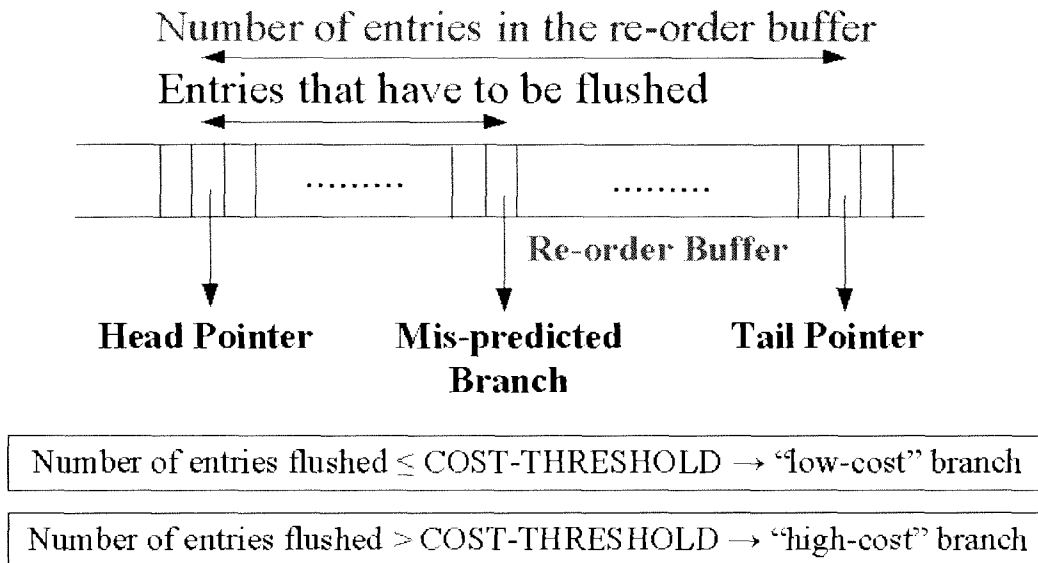 Number of entries in the re-order buffer
Entries that have to be flushed
......... .........
Re-order Buffer
Head Pointer Mis-predicted Tail Pointer
Branch
Number of entries flushed ≤ COST-THRESHOLD → “low-cost” branch
Number of entries flushed > COST-THRESHOLD → “high-cost” branch